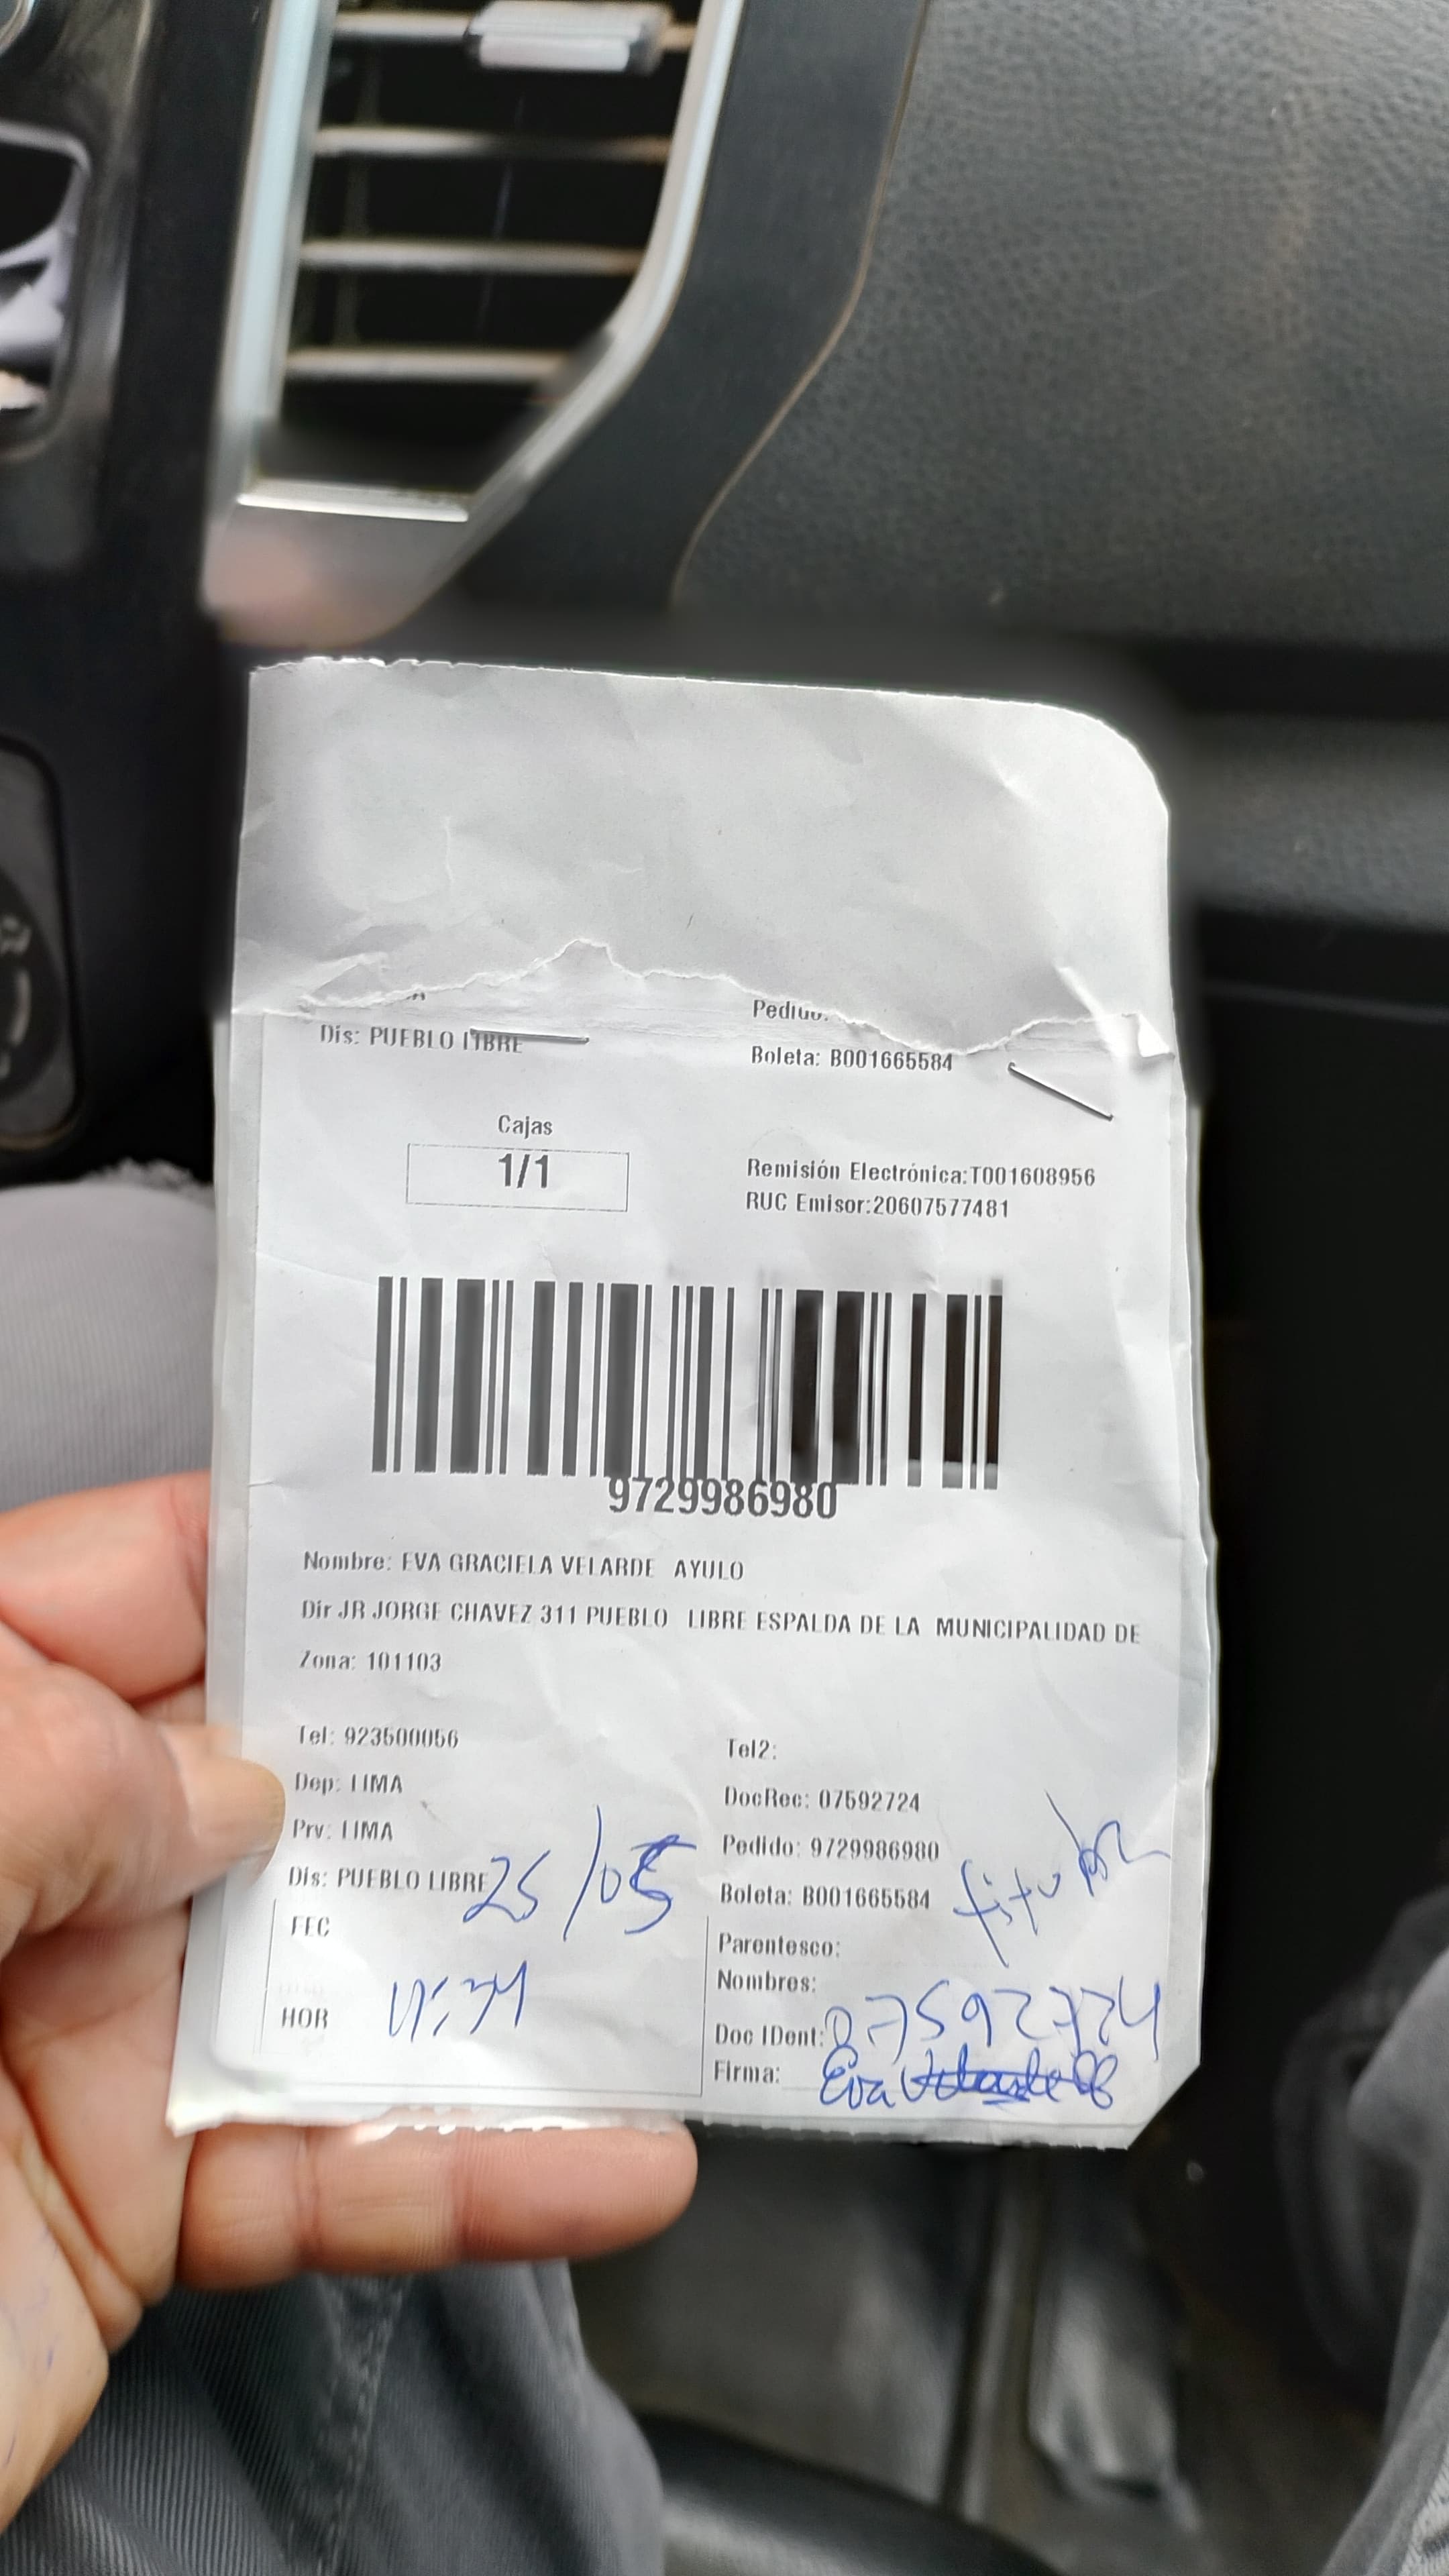 Dis: PUEBLO LIBRE
Pedido:
Boleta: B001665584
Cajas
1/1
Remisión Electrónica:T001608956
RUC Emisor:20607577481
9729986980
Nombre: EVA GRACIELA VELARDE AYULO
Dir JR JORGE CHAVEZ 311 PUEBLO LIBRE ESPALDA DE LA MUNICIPALIDAD DE
Zona: 101103
Tel: 923500056
Dep: LIMA
Prv: LIMA
Dis: PUEBLO LIBRE
Tel2:
DocRec: 07592724
Pedido: 9729986980
Boleta: B001665584
FEC 25/05
HOR
titular
Parentesco:
Nombres:
Doc IDent: 07592724
Firma: Eva Velarde